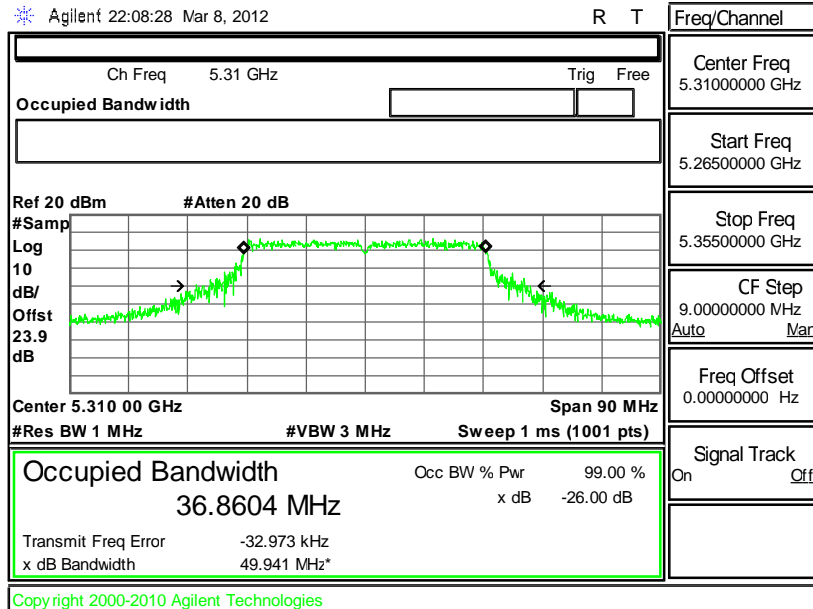 Agilent 22:08:28 Mar 8, 2012 R T
Ch Freq 5.31 GHz Trig Free
Occupied Bandwidth
Ref 20 dBm #Atten 20 dB
#Samp
Log
10
dB/
Offst
23.9
dB
Center 5.310 00 GHz Span 90 MHz
#Res BW 1 MHz #VBW 3 MHz Sweep 1 ms (1001 pts)
Occupied Bandwidth
36.8604 MHz
Occ BW % Pwr 99.00 %
x dB -26.00 dB
Transmit Freq Error -32.973 kHz
x dB Bandwidth 49.941 MHz*
Copyright 2000-2010 Agilent Technologies
Freq/Channel
Center Freq
5.31000000 GHz
Start Freq
5.26500000 GHz
Stop Freq
5.35500000 GHz
CF Step
9.00000000 MHz
Auto Man
Freq Offset
0.00000000 Hz
Signal Track
On Off